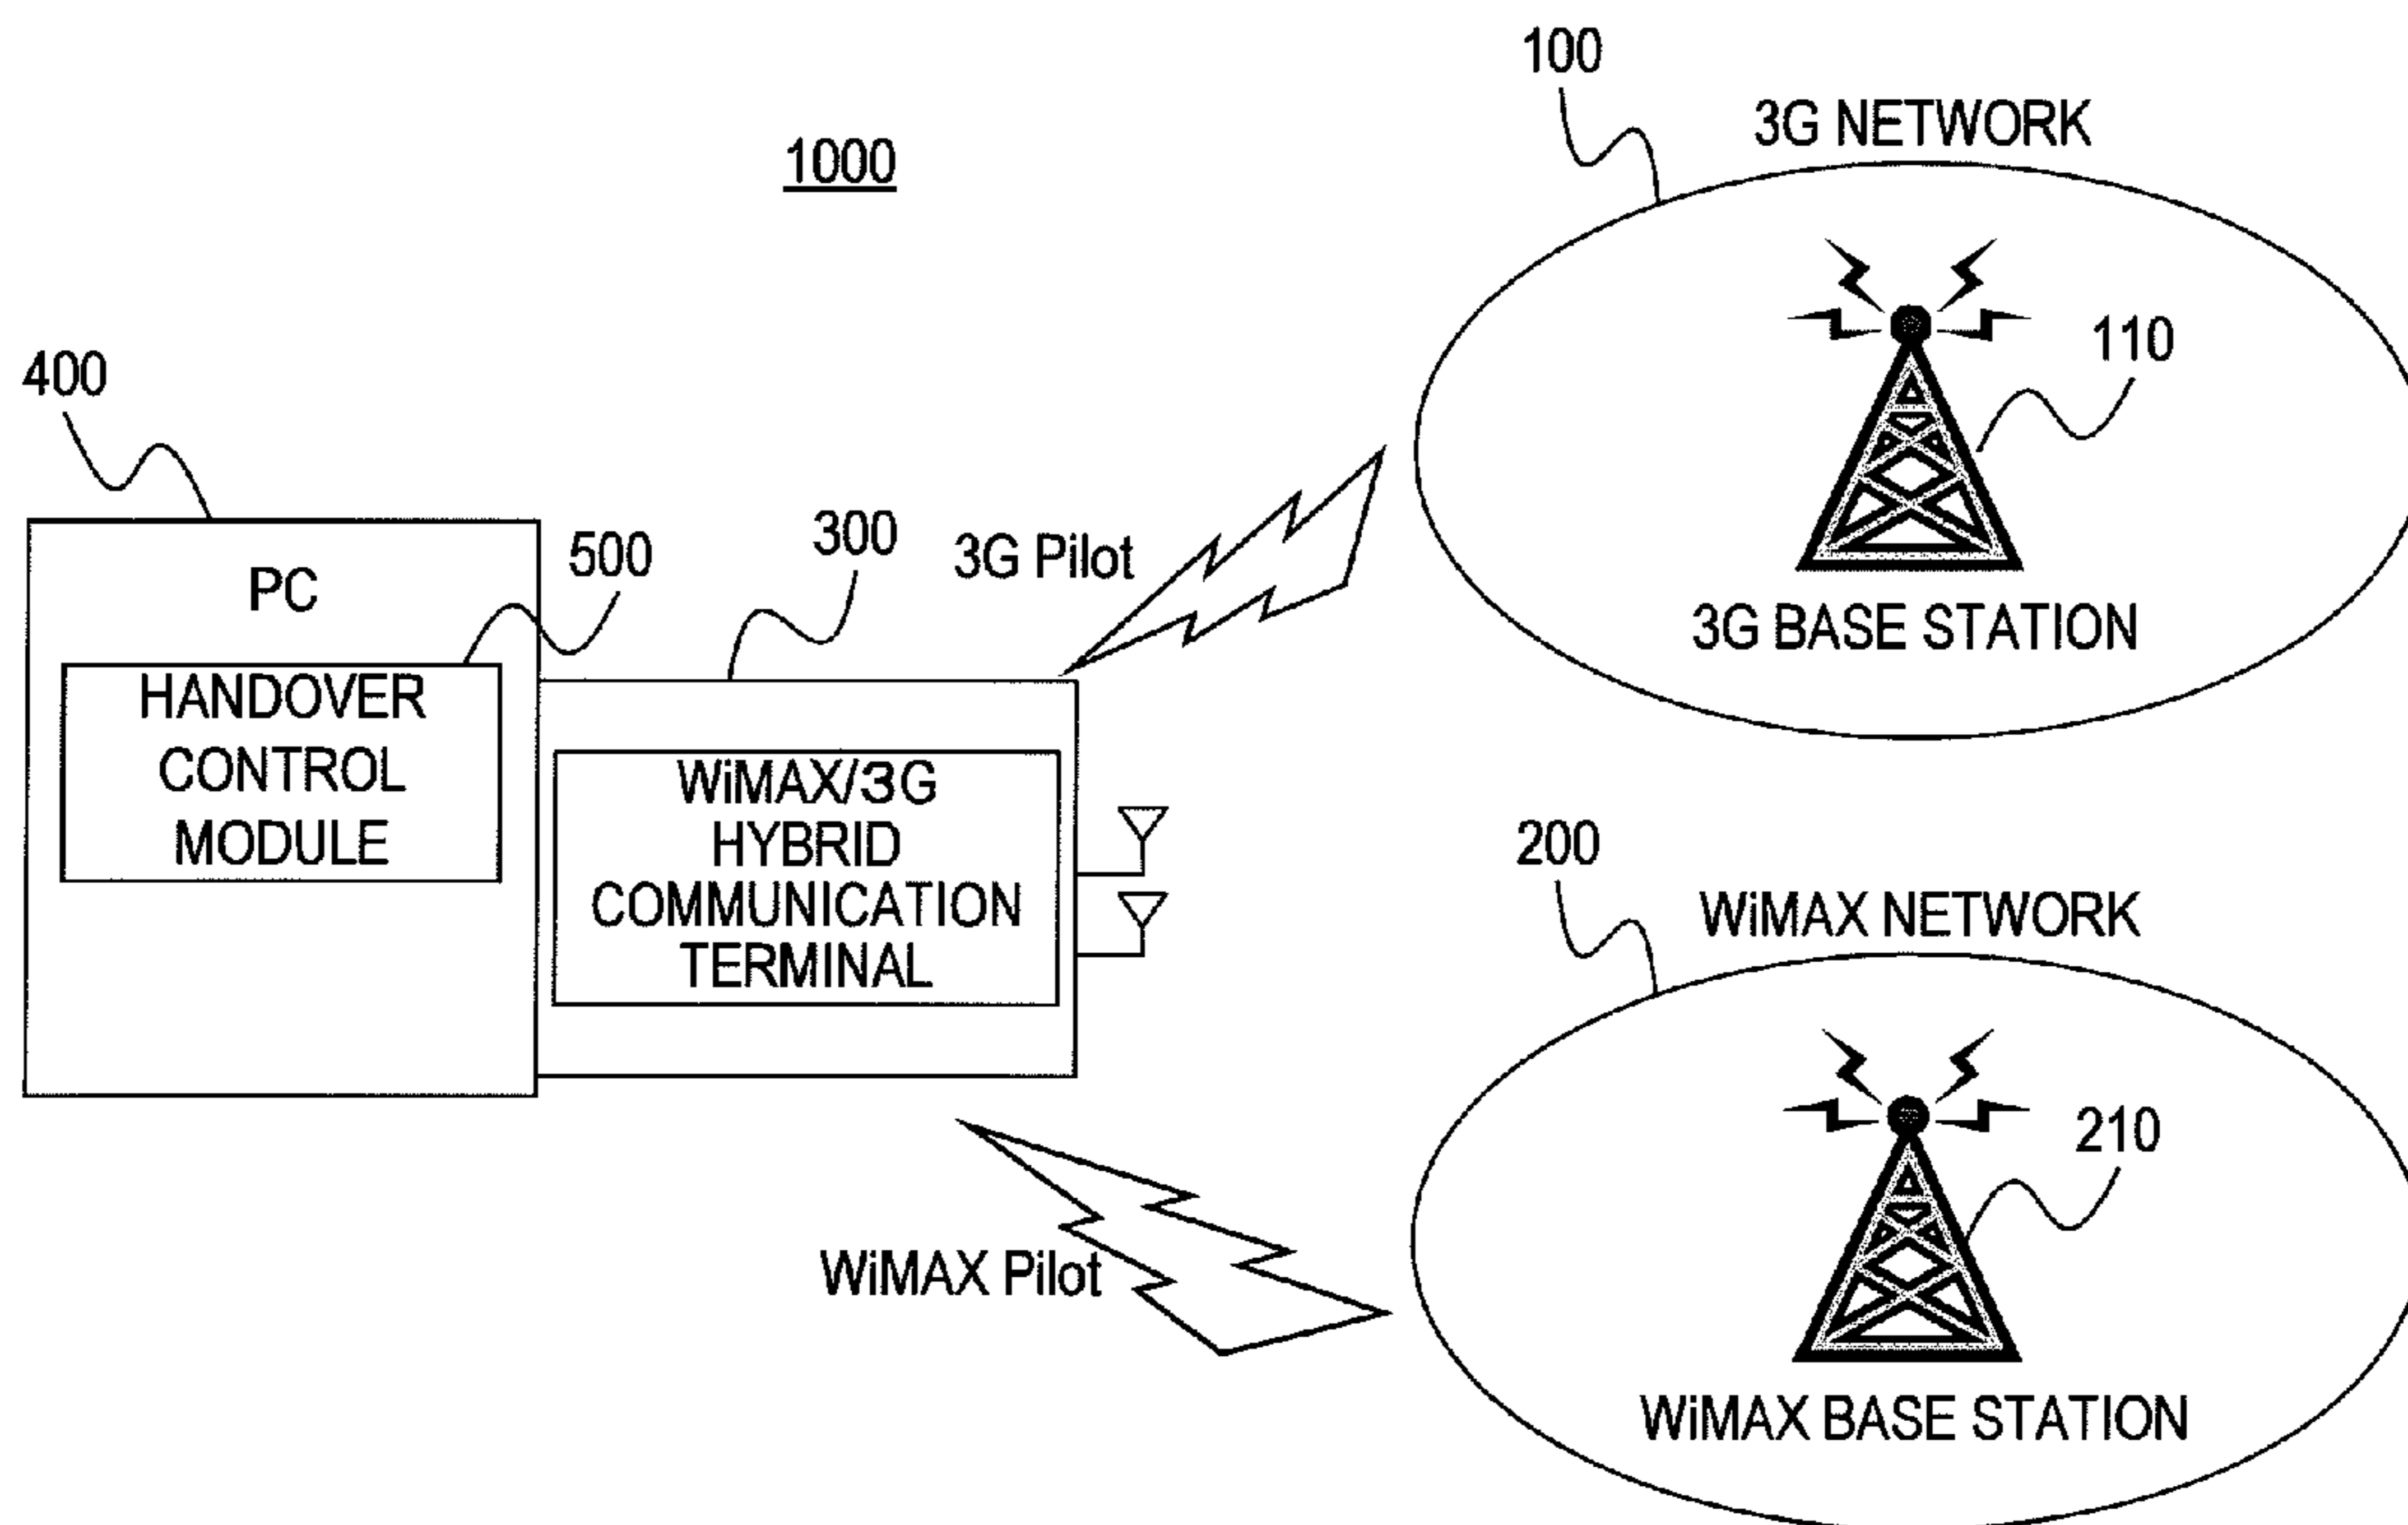 100
3G NETWORK
1000
110
400
3G BASE STATION
PC
500
300
3G Pilot
HANDOVER
CONTROL
MODULE
WiMAX/3G
HYBRID
COMMUNICATION
TERMINAL
200
WiMAX NETWORK
210
WiMAX Pilot
WiMAX BASE STATION